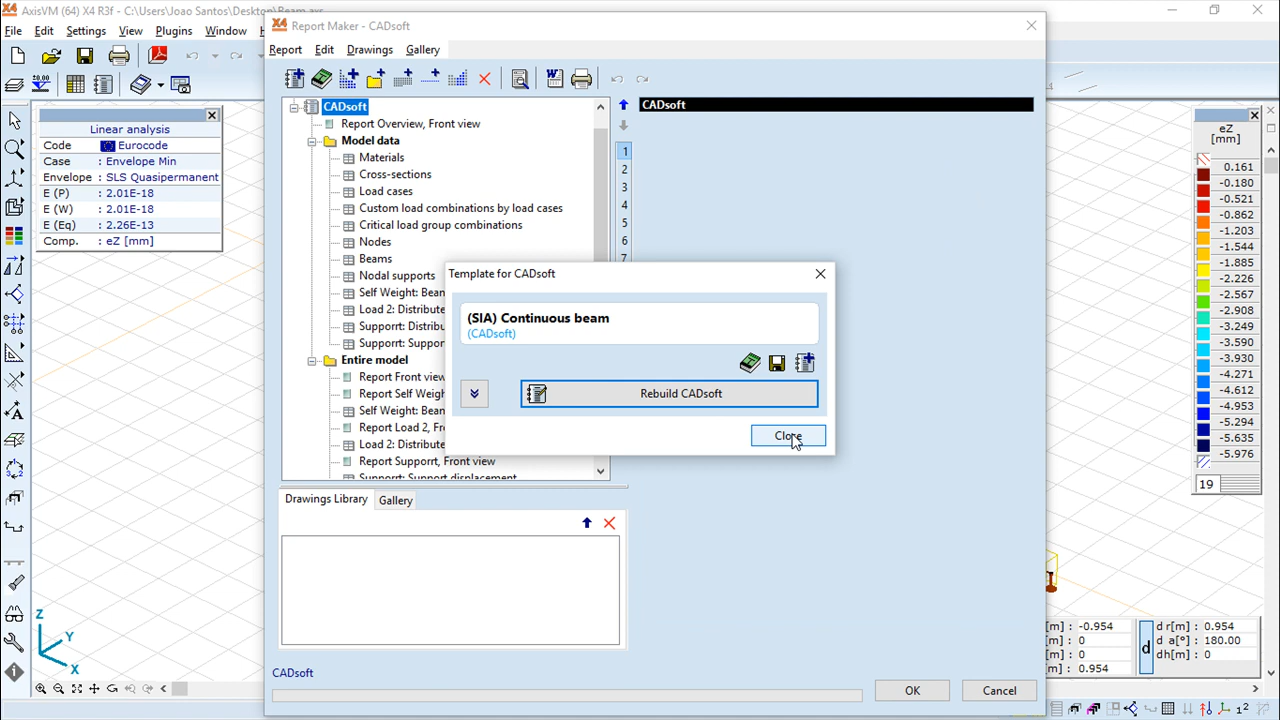 AxisVM (64) X4 R3f - C:\Users\Joao Santos\Desktop\Beam.axs
File Edit Settings View Plugins Window
Report Maker - CADsoft
Report Edit Drawings Gallery
CADsoft
Report Overview, Front view
Model data
Materials
Cross-sections
Load cases
Custom load combinations by load cases
Critical load group combinations
Nodes
Beams
Nodal supports
Self Weight: Bean
Load 2: Distribute
Supporrt: Distribu
Supporrt: Suppor
Entire model
Report Front view
Report Self Weigh
Self Weight: Bean
Report Load 2, Fr
Load 2: Distribute
Report Supporrt, Front view
Supporrt: Support displacement
CADsoft
1
2
3
4
5
6
7
Linear analysis
Code Eurocode
Case : Envelope Min
Envelope : SLS Quasipermanent
E (P) : 2.01E-18
E (W) : 2.01E-18
E (Eq) : 2.26E-13
Comp. : eZ [mm]
Template for CADsoft
(SIA) Continuous beam
(CADsoft)
Rebuild CADsoft
Close
Drawings Library Gallery
CADsoft
OK Cancel
eZ
[mm]
0.161
-0.180
-0.521
-0.862
-1.203
-1.544
-1.885
-2.226
-2.567
-2.908
-3.249
-3.590
-3.930
-4.271
-4.612
-4.953
-5.294
-5.635
-5.976
19
[m] : -0.954 d r[m] : 0.954
[m] : 0 d a[°] : 180.00
[m] : 0 dh[m] : 0
[m] : 0.954
d
Z
Y
X